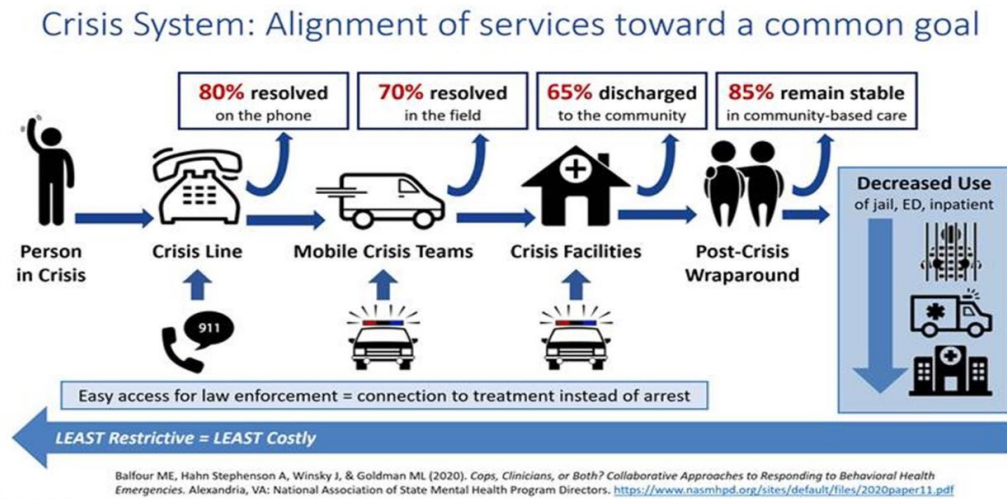 Crisis System: Alignment of services toward a common goal
80% resolved
on the phone
70% resolved
in the field
65% discharged
to the community
85% remain stable
in community-based care
Person
in Crisis
Crisis Line
Mobile Crisis Teams
Crisis Facilities
Post-Crisis
Wraparound
Decreased Use
of jail, ED, inpatient
911
Easy access for law enforcement = connection to treatment instead of arrest
LEAST Restrictive = LEAST Costly
Balfour ME, Hahn Stephenson A, Winsky J, & Goldman ML (2020). Cops, Clinicians, or Both? Collaborative Approaches to Responding to Behavioral Health
Emergencies. Alexandria, VA: National Association of State Mental Health Program Directors. https://www.nasmhpd.org/sites/default/files/2020paper11.pdf